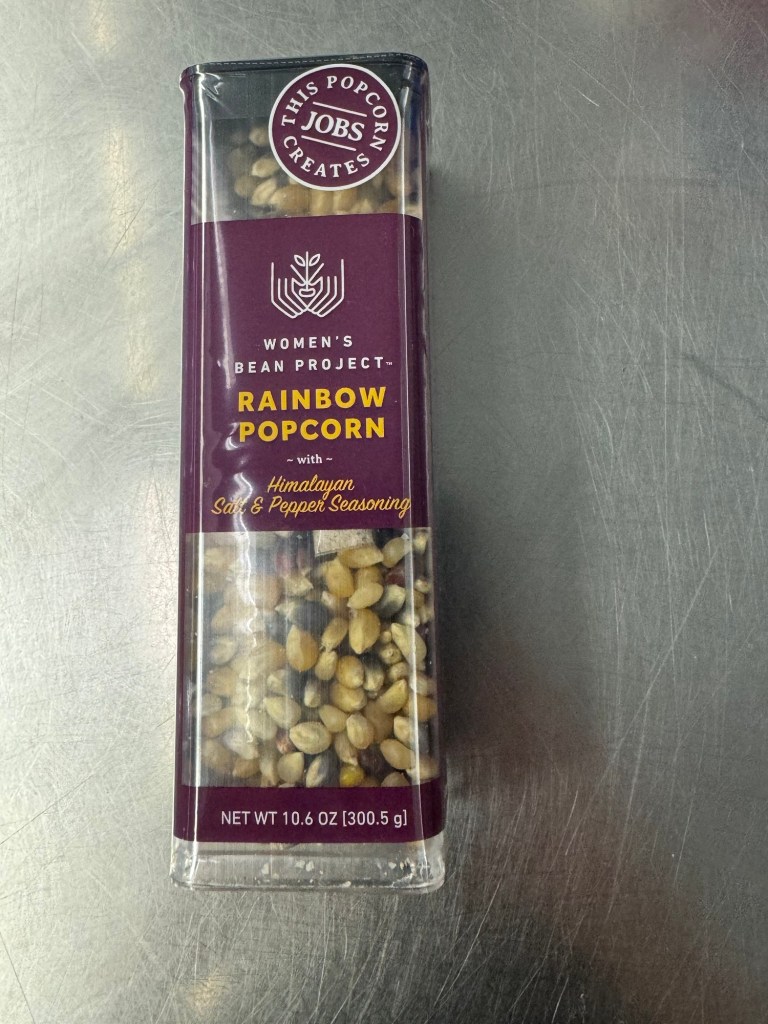 THIS POPCORN
JOBS
CREATES
WOMEN'S
BEAN PROJECT™
RAINBOW
POPCORN
~ with ~
Himalayan
Salt & Pepper Seasoning
NET WT 10.6 OZ [300.5 g]